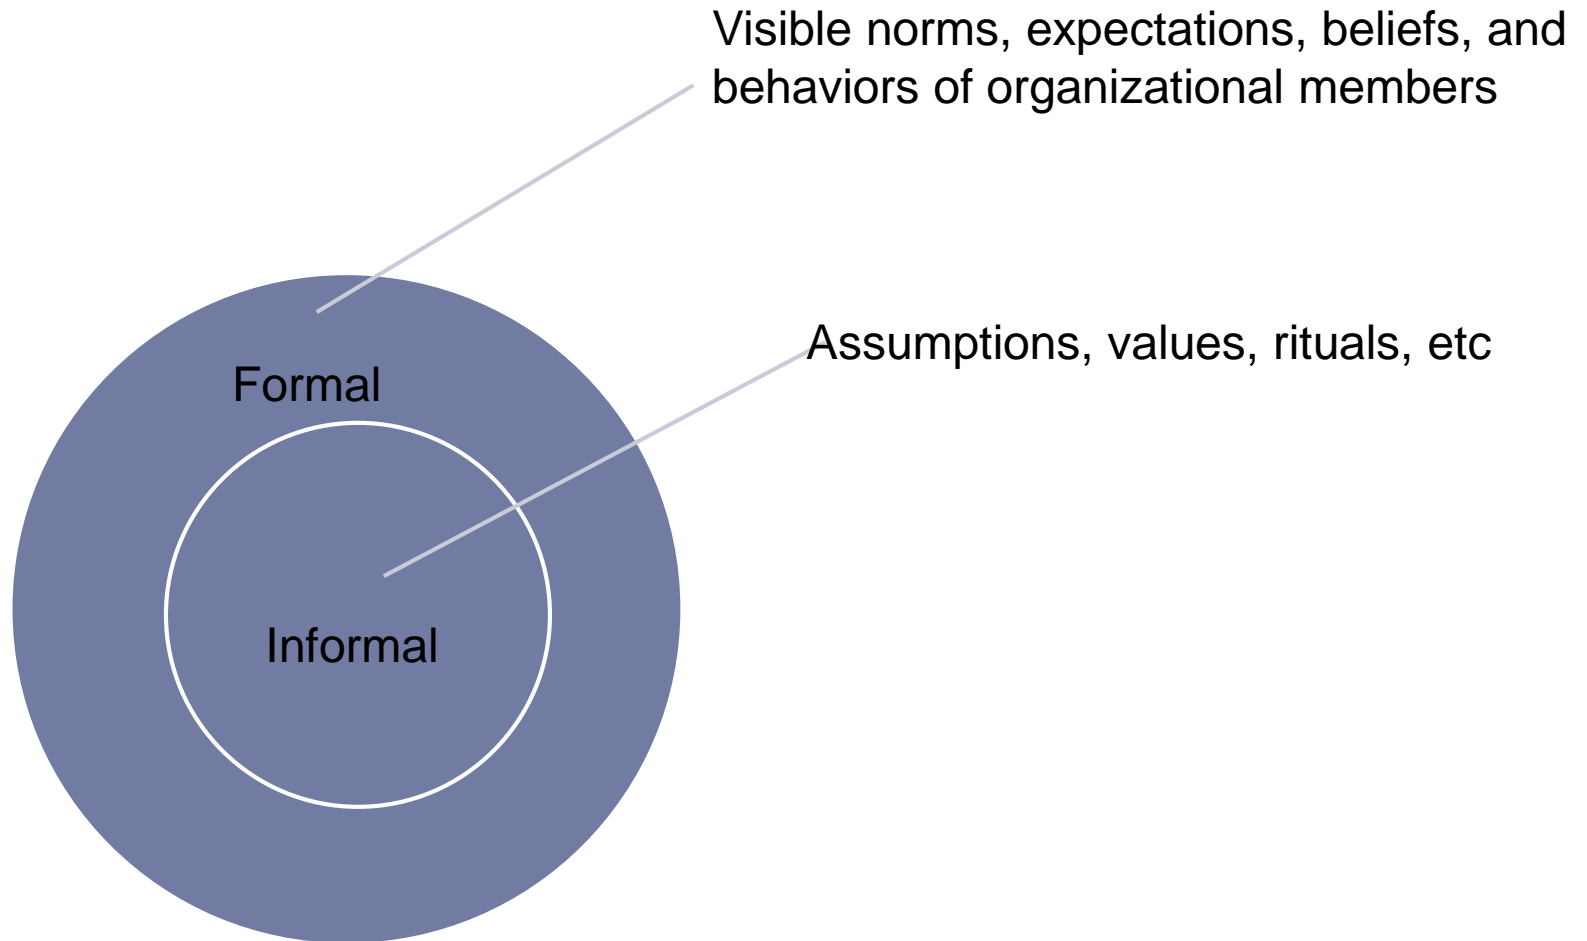 Visible norms, expectations, beliefs, and
behaviors of organizational members
Assumptions, values, rituals, etc
Formal
Informal